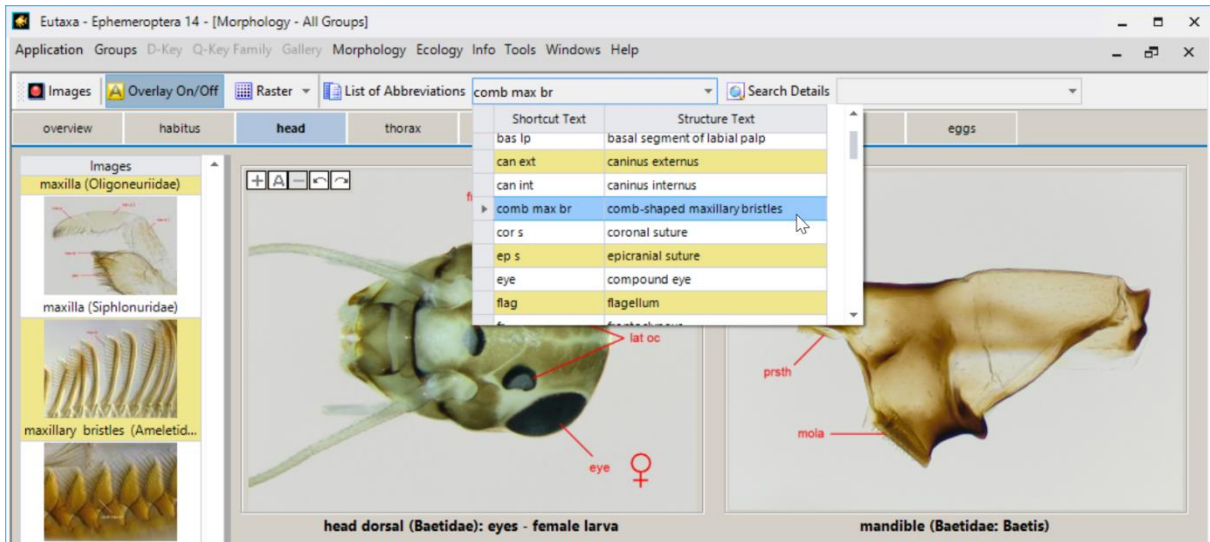 Eutaxa - Ephemeroptera 14 - [Morphology - All Groups]
Application Groups D-Key Q-Key Family Gallery Morphology Ecology Info Tools Windows Help
Images Overlay On/Off Raster List of Abbreviations comb max br Search Details
overview habitus head thorax eggs
Images
maxilla (Oligoneuriidae)
maxilla (Siphlonuridae)
maxillary bristles (Ameletid...
Shortcut Text Structure Text
bas lp basal segment of labial palp
can ext caninus externus
can int caninus internus
comb max br comb-shaped maxillary bristles
cor s coronal suture
ep s epicranial suture
eye compound eye
flag flagellum
A
lat oc
eye
♀
head dorsal (Baetidae): eyes - female larva
prsth
mola
mandible (Baetidae: Baetis)